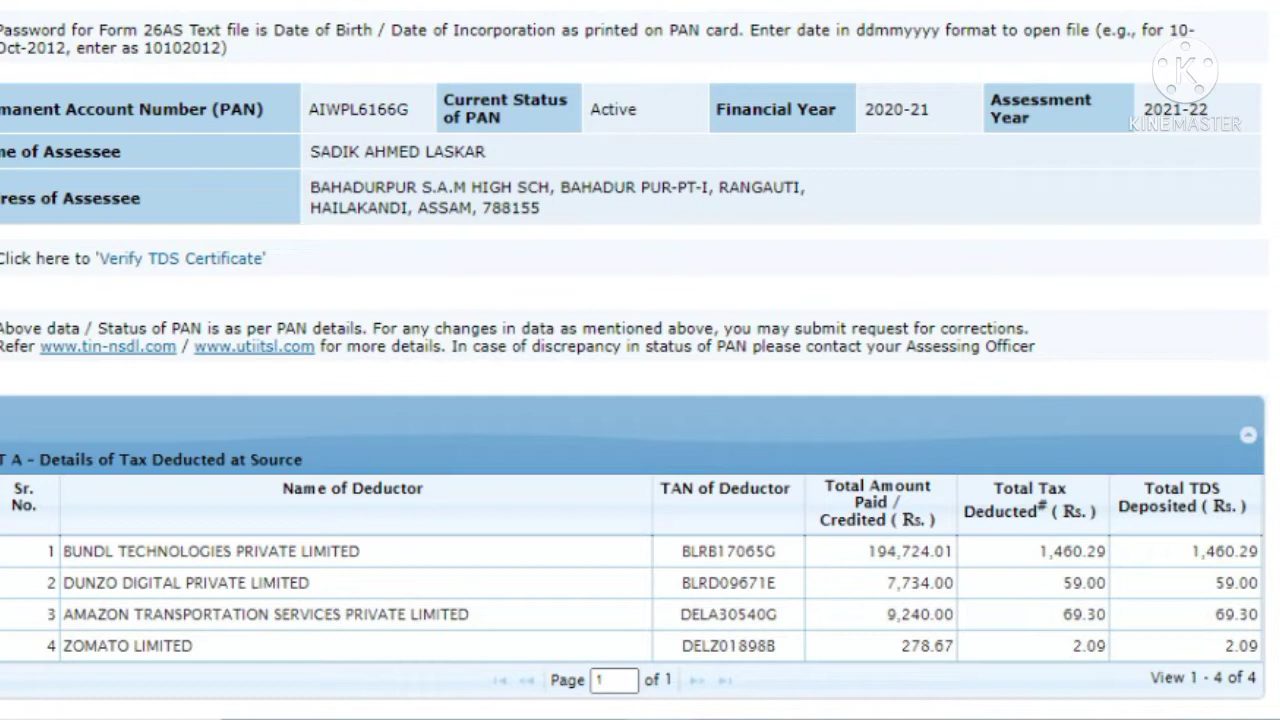 Password for Form 26AS Text file is Date of Birth / Date of Incorporation as printed on PAN card. Enter date in ddmmyyyy format to open file (e.g., for 10-
Oct-2012, enter as 10102012)
K
KINEMASTER
manent Account Number (PAN) AIWPL6166G Current Status of PAN Active Financial Year 2020-21 Assessment Year 2021-22
me of Assessee SADIK AHMED LASKAR
ress of Assessee BAHADURPUR S.A.M HIGH SCH, BAHADUR PUR-PT-I, RANGAUTI,
HAILAKANDI, ASSAM, 788155
Click here to 'Verify TDS Certificate'
Above data / Status of PAN is as per PAN details. For any changes in data as mentioned above, you may submit request for corrections.
Refer www.tin-nsdl.com / www.utiitsl.com for more details. In case of discrepancy in status of PAN please contact your Assessing Officer
T A - Details of Tax Deducted at Source
Sr. No. Name of Deductor TAN of Deductor Total Amount Paid / Credited ( Rs. ) Total Tax Deducted# ( Rs. ) Total TDS Deposited ( Rs. )
1 BUNDL TECHNOLOGIES PRIVATE LIMITED BLRB17065G 194,724.01 1,460.29 1,460.29
2 DUNZO DIGITAL PRIVATE LIMITED BLRD09671E 7,734.00 59.00 59.00
3 AMAZON TRANSPORTATION SERVICES PRIVATE LIMITED DELA30540G 9,240.00 69.30 69.30
4 ZOMATO LIMITED DELZ01898B 278.67 2.09 2.09
Page 1 of 1 View 1 - 4 of 4